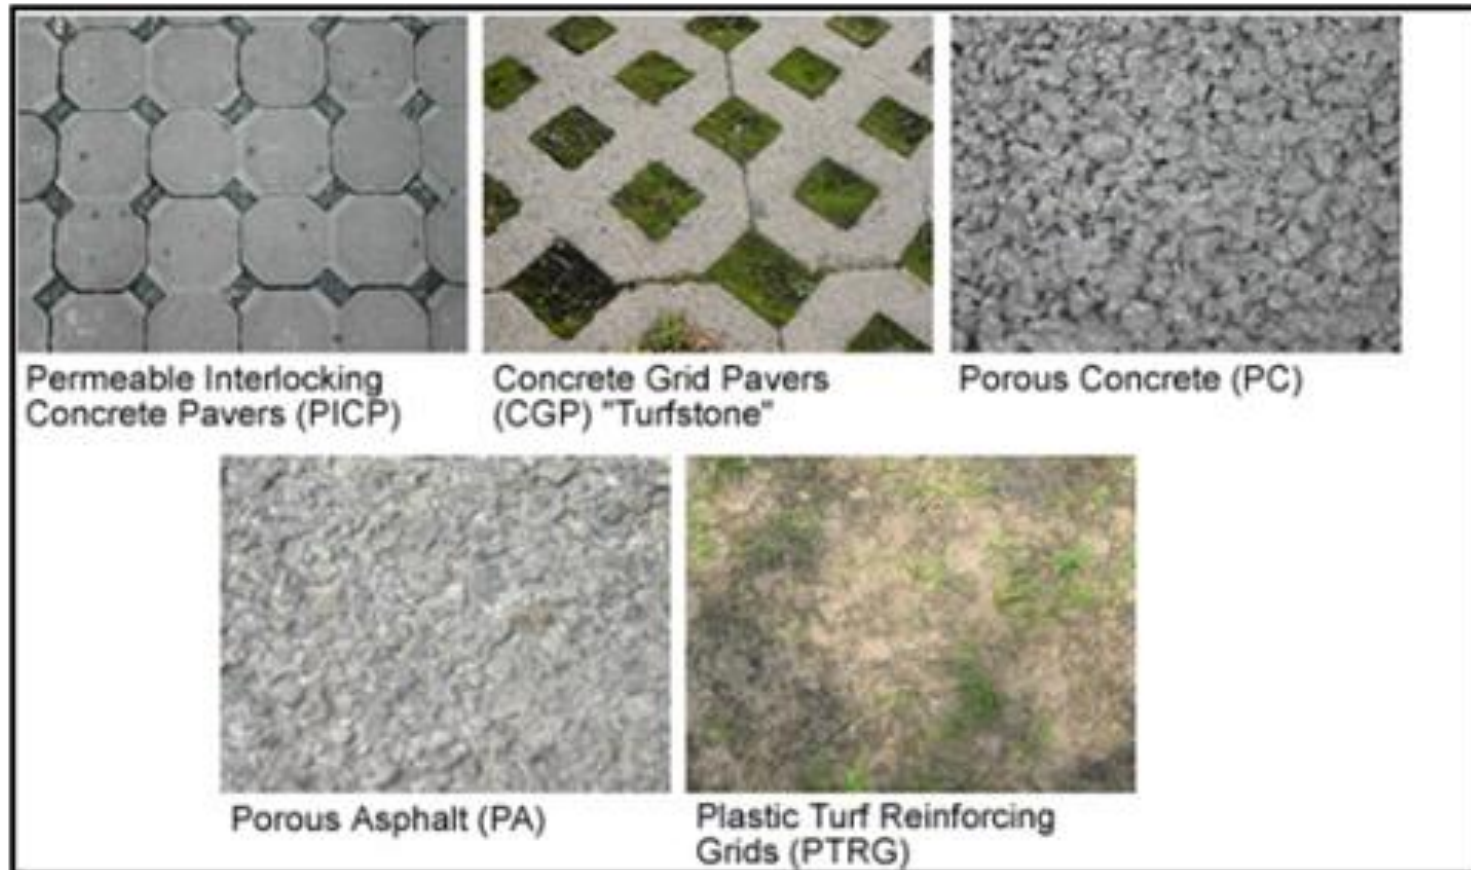 Permeable Interlocking
Concrete Pavers (PICP)
Concrete Grid Pavers
(CGP) "Turfstone"
Porous Concrete (PC)
Porous Asphalt (PA)
Plastic Turf Reinforcing
Grids (PTRG)